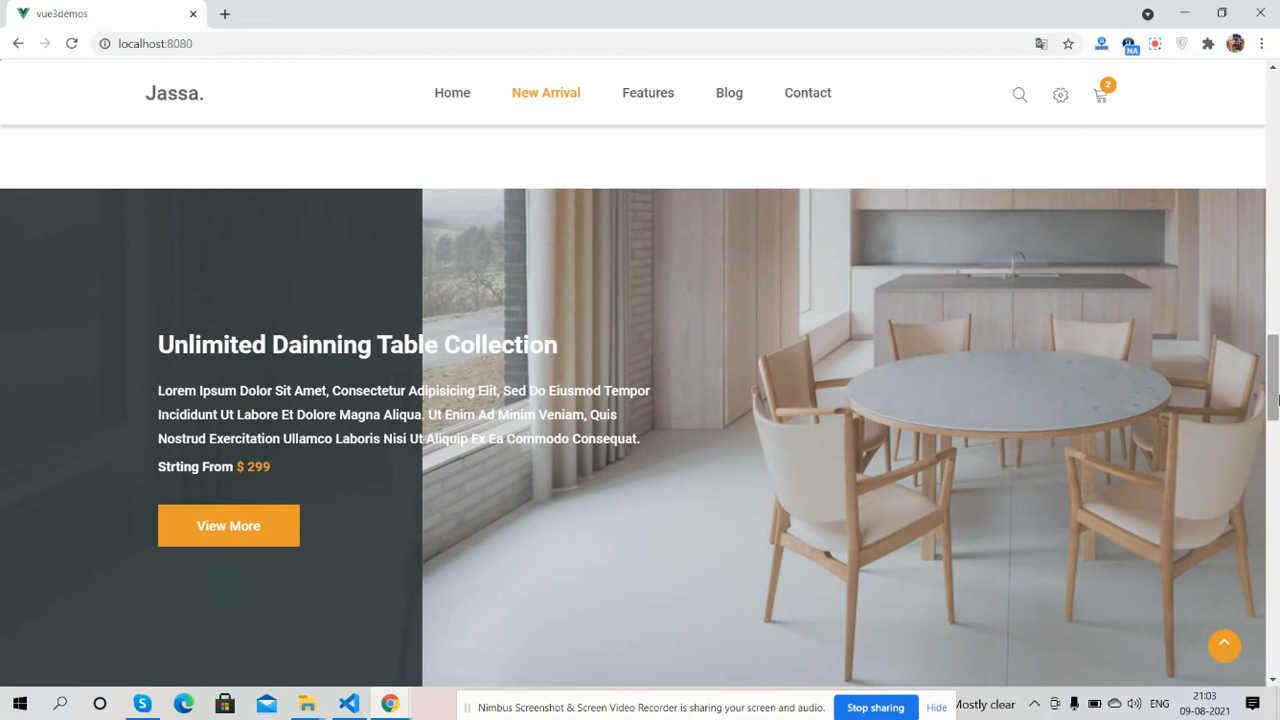 vue3demos
localhost:8080
NA
Jassa.
Home New Arrival Features Blog Contact
2
Unlimited Dainning Table Collection
Lorem Ipsum Dolor Sit Amet, Consectetur Adipisicing Elit, Sed Do Eiusmod Tempor
Incididunt Ut Labore Et Dolore Magna Aliqua. Ut Enim Ad Minim Veniam, Quis
Nostrud Exercitation Ullamco Laboris Nisi Ut Aliquip Ex Ea Commodo Consequat.
Strting From $ 299
View More
Nimbus Screenshot & Screen Video Recorder is sharing your screen and audio. Stop sharing Hide
Mostly clear
21:03
09-08-2021